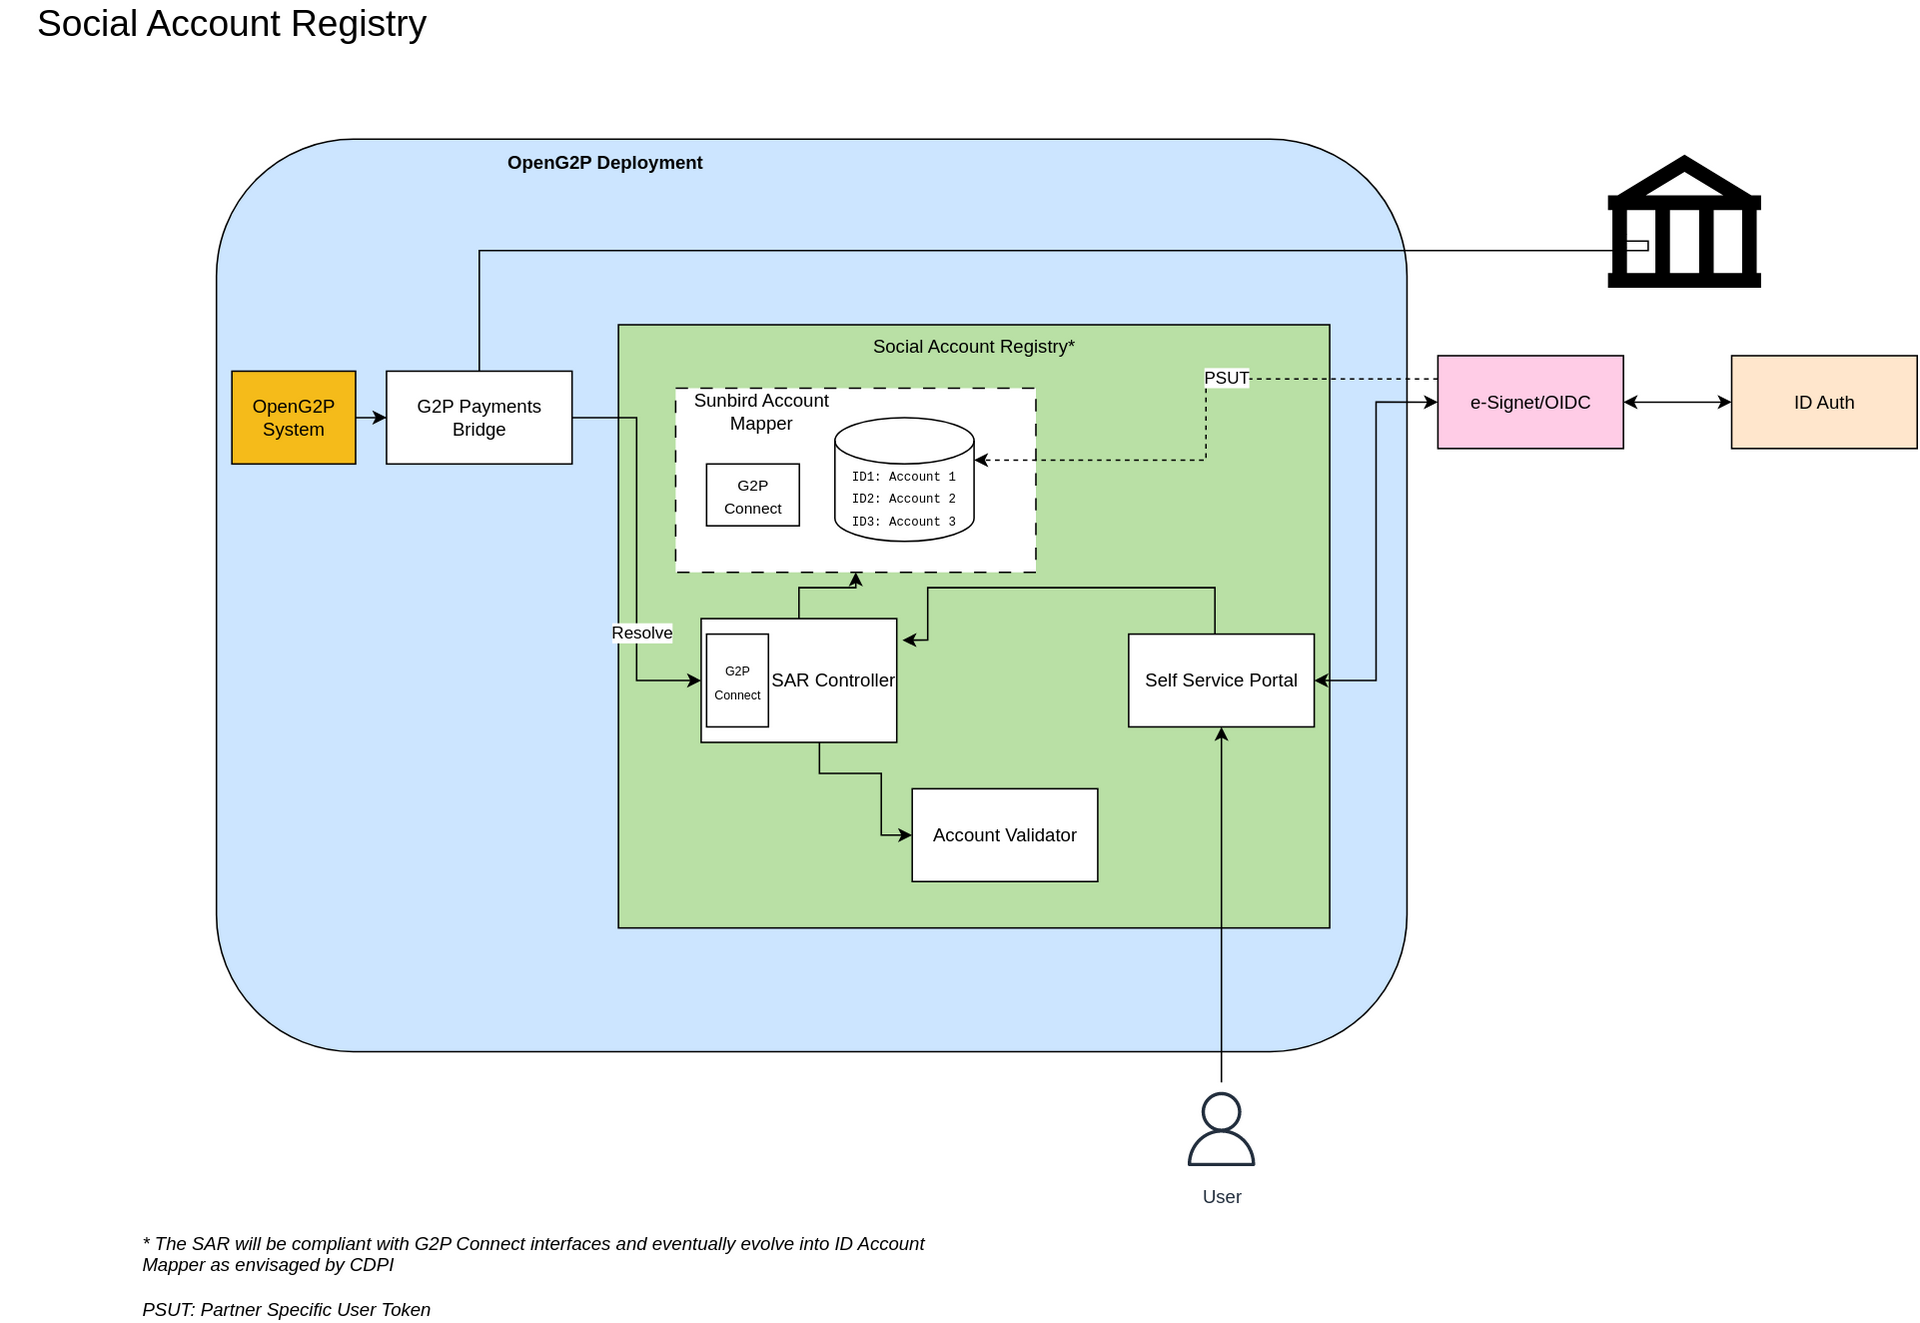 Social Account Registry
OpenG2P Deployment
Social Account Registry*
OpenG2P
System
G2P Payments
Bridge
Sunbird Account
Mapper
G2P
Connect
ID1: Account 1
ID2: Account 2
ID3: Account 3
PSUT
e-Signet/OIDC
ID Auth
Resolve
G2P
Connect
SAR Controller
Self Service Portal
Account Validator
User
* The SAR will be compliant with G2P Connect interfaces and eventually evolve into ID Account
Mapper as envisaged by CDPI
PSUT: Partner Specific User Token